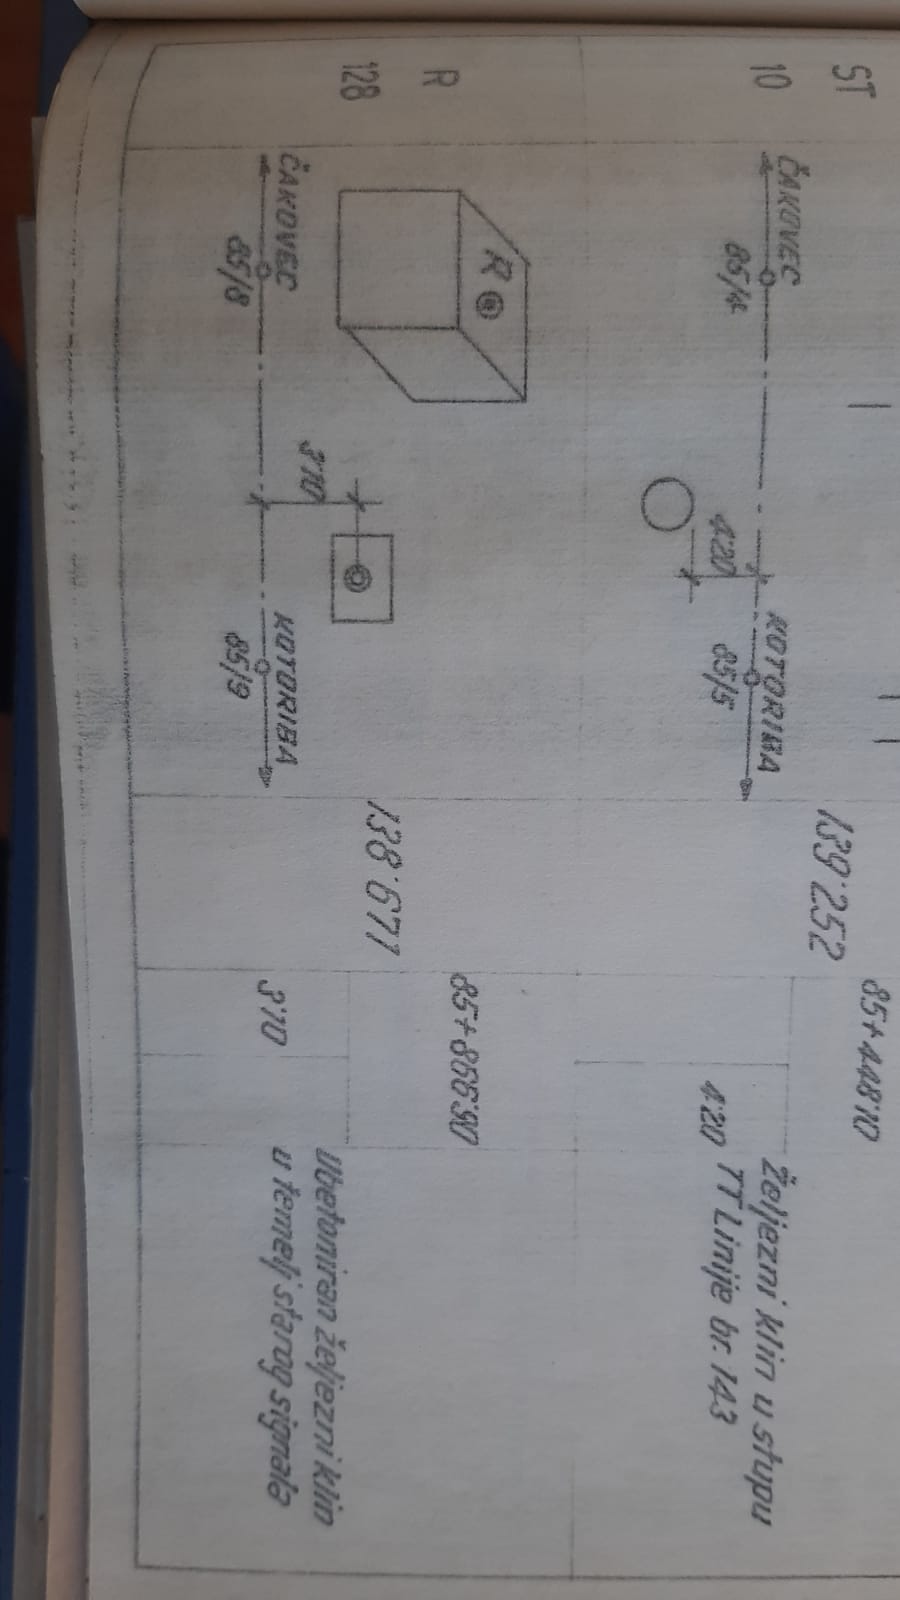 ST
10
ČAKOVEC
85/4
4˙20
KOTORIBA
85/5
139˙252
85+448˙10
4˙20
Željezni klin u stupu
TT Linije br. 143
R
128
R
3˙10
ČAKOVEC
85/8
KOTORIBA
85/9
138˙671
85+866˙90
3˙10
Ubetoniran željezni klin
u temelj starog signala